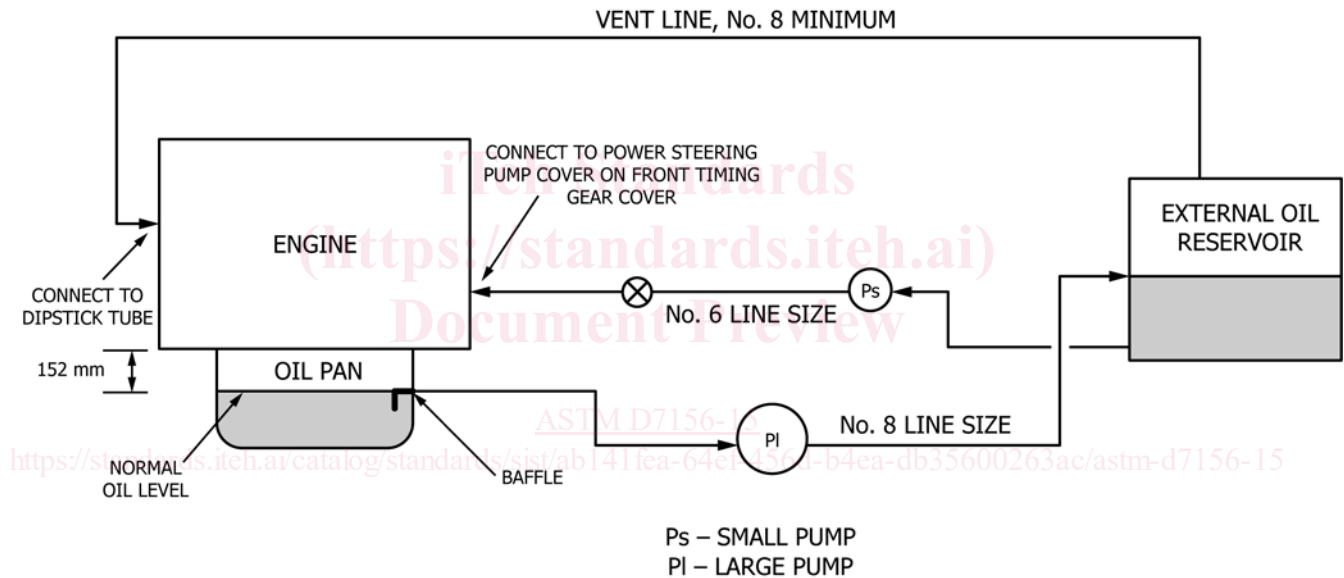 VENT LINE, No. 8 MINIMUM
CONNECT TO POWER STEERING
PUMP COVER ON FRONT TIMING
GEAR COVER
iTeh Standards
(https://standards.iteh.ai)
Document Preview
ENGINE
EXTERNAL OIL
RESERVOIR
CONNECT TO
DIPSTICK TUBE
Ps
No. 6 LINE SIZE
152 mm
OIL PAN
ASTM D7156-15
Pl
No. 8 LINE SIZE
https://standards.iteh.ai/catalog/standards/sist/ab141fea-64ef-456d-b4ea-db35600263ac/astm-d7156-15
NORMAL
OIL LEVEL
BAFFLE
Ps – SMALL PUMP
Pl – LARGE PUMP